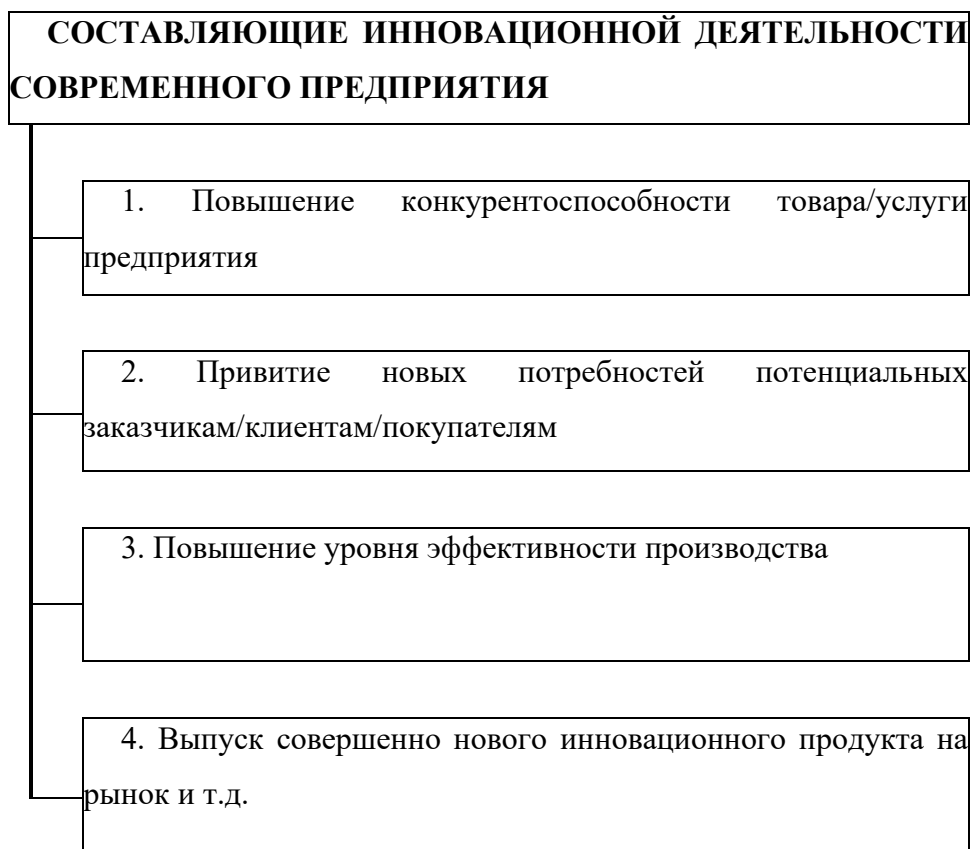 СОСТАВЛЯЮЩИЕ ИННОВАЦИОННОЙ ДЕЯТЕЛЬНОСТИ
СОВРЕМЕННОГО ПРЕДПРИЯТИЯ
1. Повышение конкурентоспособности товара/услуги
предприятия
2. Привитие новых потребностей потенциальных
заказчикам/клиентам/покупателям
3. Повышение уровня эффективности производства
4. Выпуск совершенно нового инновационного продукта на
рынок и т.д.